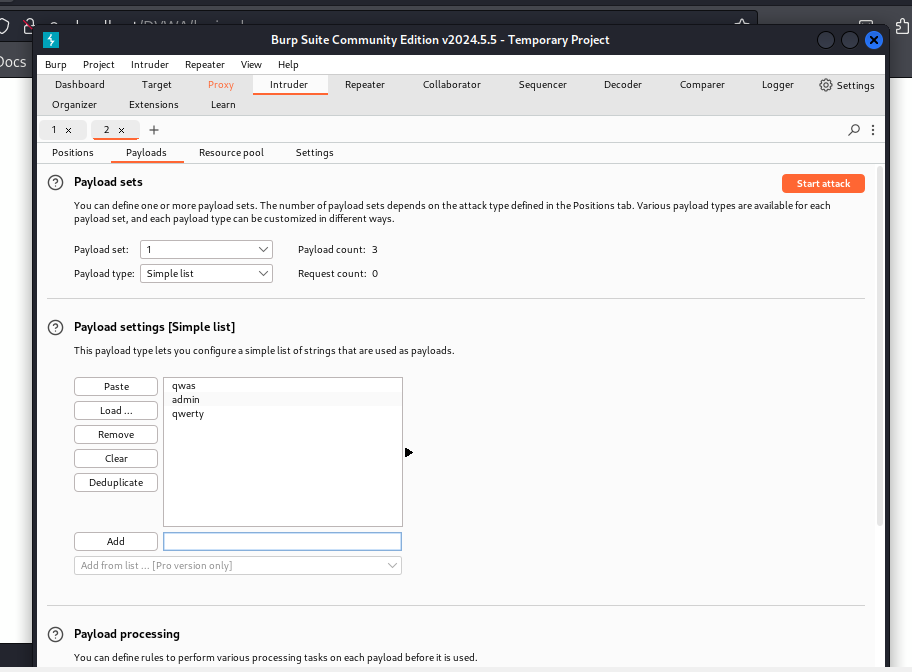 Docs
Burp Suite Community Edition v2024.5.5 - Temporary Project
Burp Project Intruder Repeater View Help
Dashboard Target Proxy Intruder Repeater Collaborator Sequencer Decoder Comparer Logger Settings
Organizer Extensions Learn
1 × 2 × +
Positions Payloads Resource pool Settings
? Payload sets Start attack
You can define one or more payload sets. The number of payload sets depends on the attack type defined in the Positions tab. Various payload types are available for each
payload set, and each payload type can be customized in different ways.
Payload set: 1 Payload count: 3
Payload type: Simple list Request count: 0
? Payload settings [Simple list]
This payload type lets you configure a simple list of strings that are used as payloads.
Paste qwas
admin
Load ... qwerty
Remove
Clear
Deduplicate
Add
Add from list ... [Pro version only]
? Payload processing
You can define rules to perform various processing tasks on each payload before it is used.